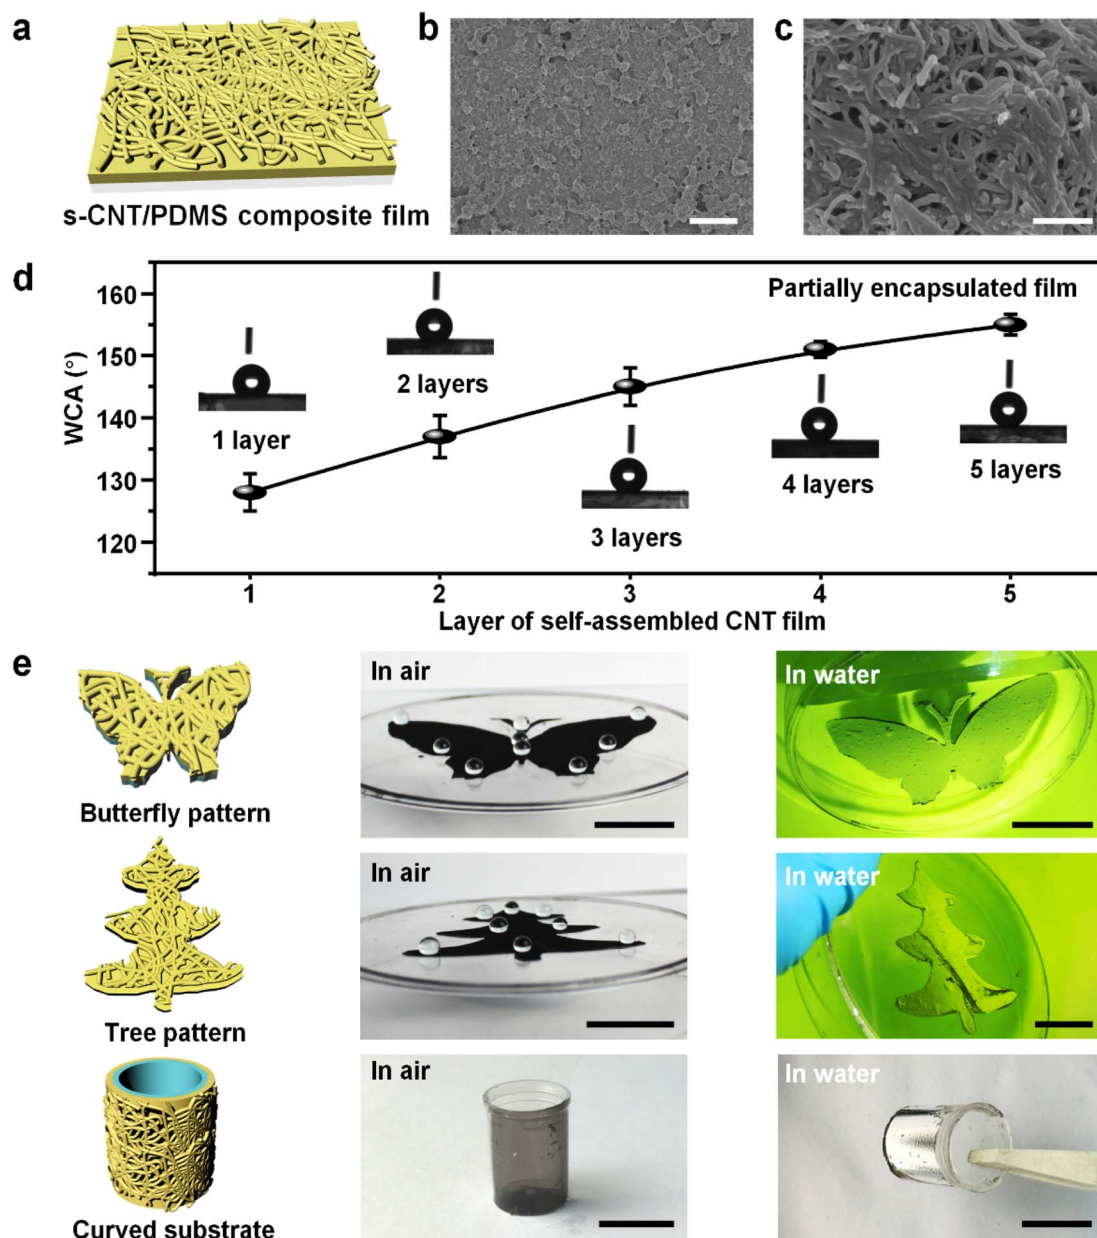 a
b
c
s-CNT/PDMS composite film
d
Partially encapsulated film
160
150
140
130
120
WCA (°)
1 layer
2 layers
3 layers
4 layers
5 layers
1 2 3 4 5
Layer of self-assembled CNT film
e
In air
In water
Butterfly pattern
In air
In water
Tree pattern
In air
In water
Curved substrate